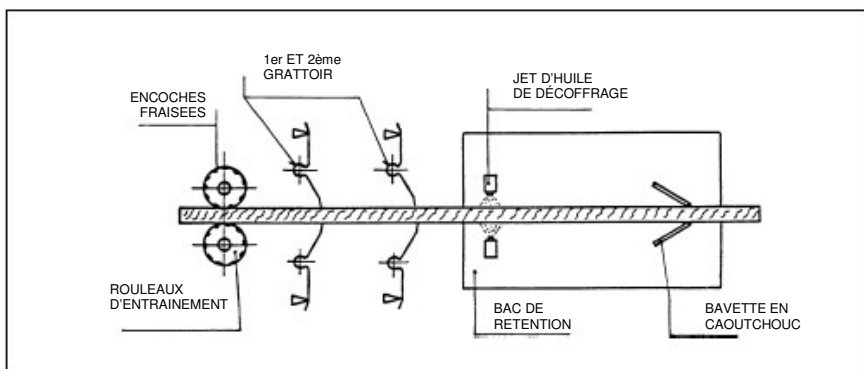 1er ET 2ème
GRATTOIR
JET D'HUILE
DE DÉCOFFRAGE
ENCOCHES
FRAISEES
ROULEAUX
D'ENTRAINEMENT
BAC DE
RETENTION
BAVETTE EN
CAOUTCHOUC